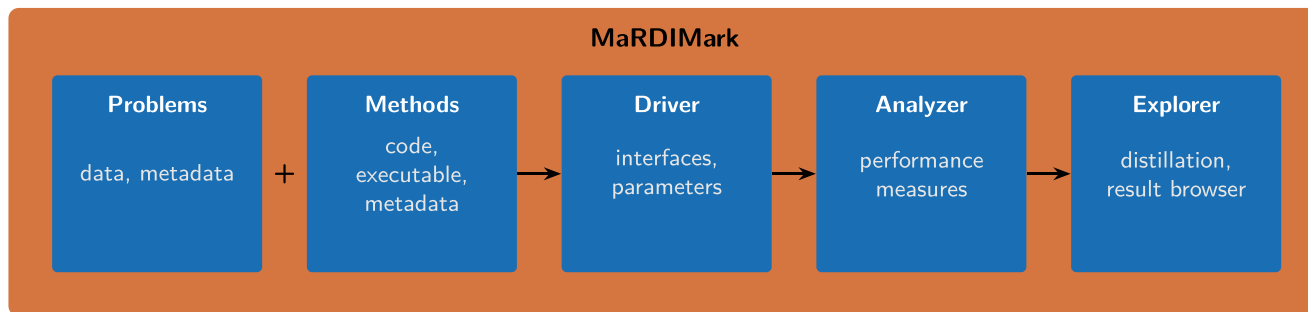 MaRDIMark
Problems
data, metadata
+
Methods
code,
executable,
metadata
Driver
interfaces,
parameters
Analyzer
performance
measures
Explorer
distillation,
result browser